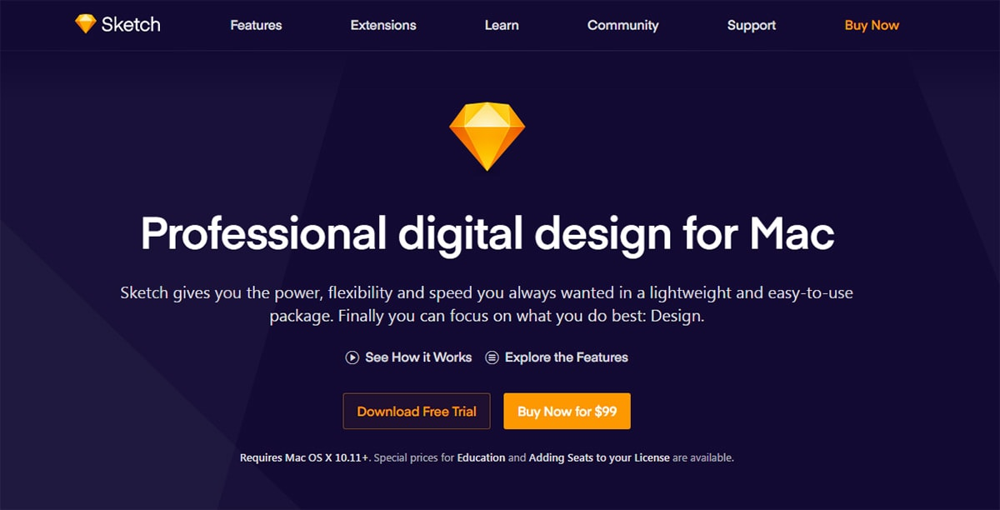 Sketch
Features
Extensions
Learn
Community
Support
Buy Now
Professional digital design for Mac
Sketch gives you the power, flexibility and speed you always wanted in a lightweight and easy-to-use
package. Finally you can focus on what you do best: Design.
See How it Works
Explore the Features
Download Free Trial
Buy Now for $99
Requires Mac OS X 10.11+. Special prices for Education and Adding Seats to your License are available.